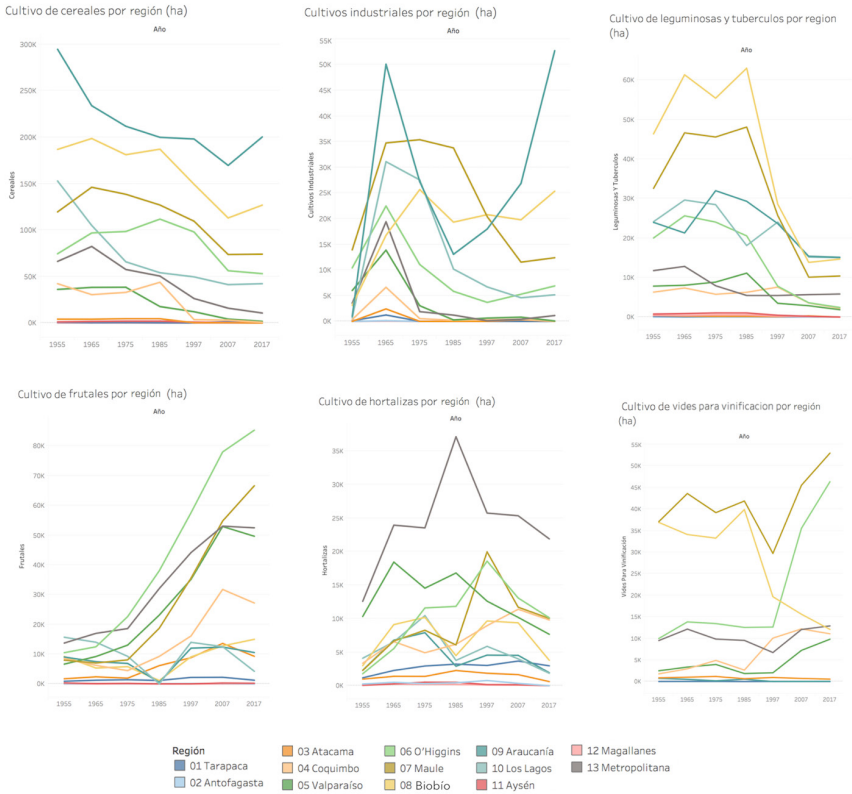 Cultivo de cereales por región (ha)
Año
Cereales
300K
250K
200K
150K
100K
50K
0K
1955 1965 1975 1985 1997 2007 2017
Cultivos industriales por región (ha)
Año
Cultivos Industriales
55K
50K
45K
40K
35K
30K
25K
20K
15K
10K
5K
0K
1955 1965 1975 1985 1997 2007 2017
Cultivo de leguminosas y tuberculos por region
(ha)
Año
Leguminosas Y Tuberculos
60K
50K
40K
30K
20K
10K
0K
1955 1965 1975 1985 1997 2007 2017
Cultivo de frutales por región (ha)
Año
Frutales
80K
70K
60K
50K
40K
30K
20K
10K
0K
1955 1965 1975 1985 1997 2007 2017
Cultivo de hortalizas por región (ha)
Año
Hortalizas
35K
30K
25K
20K
15K
10K
5K
0K
1955 1965 1975 1985 1997 2007 2017
Cultivo de vides para vinificacion por región
(ha)
Año
Vides Para Vinificación
55K
50K
45K
40K
35K
30K
25K
20K
15K
10K
5K
0K
1955 1965 1975 1985 1997 2007 2017
Región
01 Tarapaca
02 Antofagasta
03 Atacama
04 Coquimbo
05 Valparaíso
06 O'Higgins
07 Maule
08 Biobío
09 Araucanía
10 Los Lagos
11 Aysén
12 Magallanes
13 Metropolitana